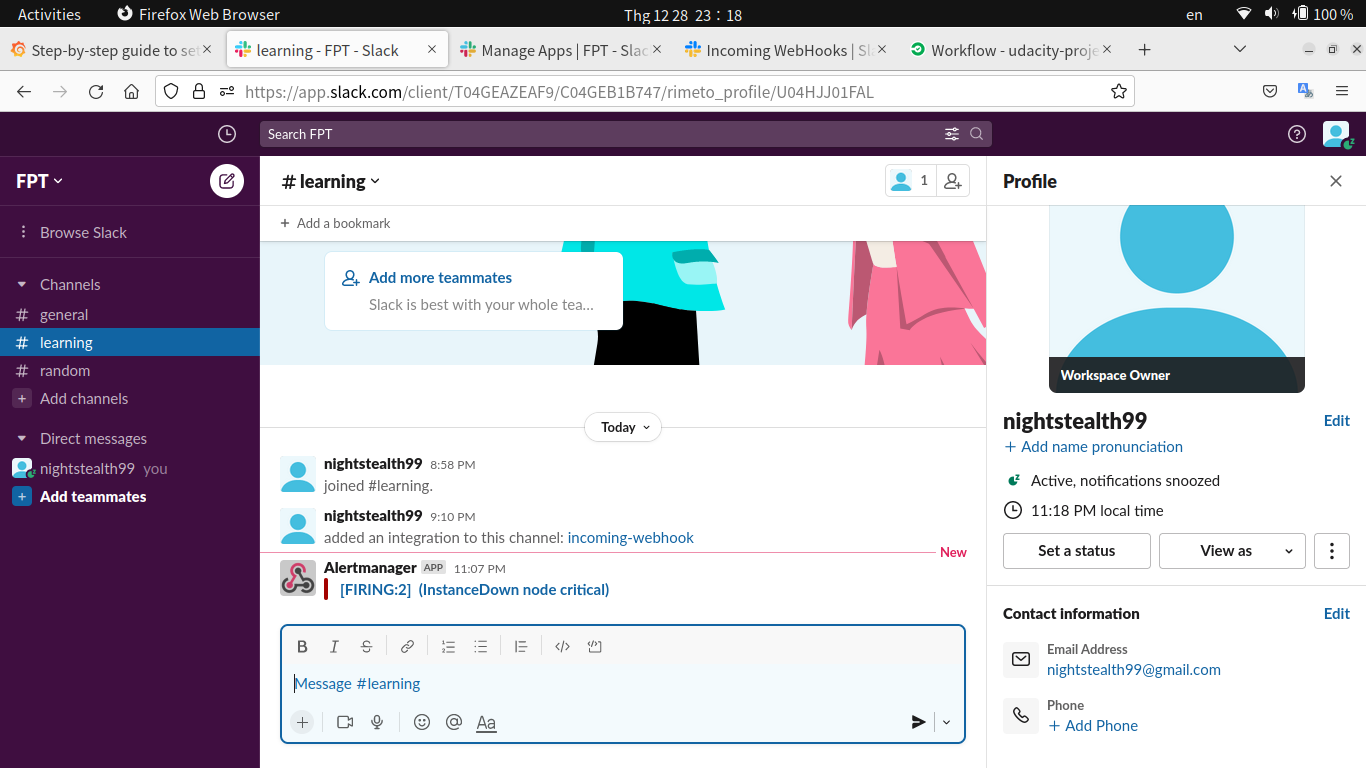 Activities Firefox Web Browser Thg 12 28 23 : 18 en 100 %
Step-by-step guide to set learning - FPT - Slack Manage Apps | FPT - Slac Incoming WebHooks | Sla Workflow - udacity-proje
https://app.slack.com/client/T04GEAZEAF9/C04GEB1B747/rimeto_profile/U04HJJ01FAL
Search FPT
FPT
Browse Slack
Channels
# general
# learning
# random
+ Add channels
Direct messages
nightstealth99 you
+ Add teammates
# learning
1
+ Add a bookmark
Add more teammates
Slack is best with your whole tea...
Today
nightstealth99 8:58 PM
joined #learning.
nightstealth99 9:10 PM
added an integration to this channel: incoming-webhook
New
Alertmanager APP 11:07 PM
[FIRING:2] (InstanceDown node critical)
Message #learning
Aa
Profile
Workspace Owner
nightstealth99 Edit
+ Add name pronunciation
Active, notifications snoozed
11:18 PM local time
Set a status View as
Contact information Edit
Email Address
nightstealth99@gmail.com
Phone
+ Add Phone